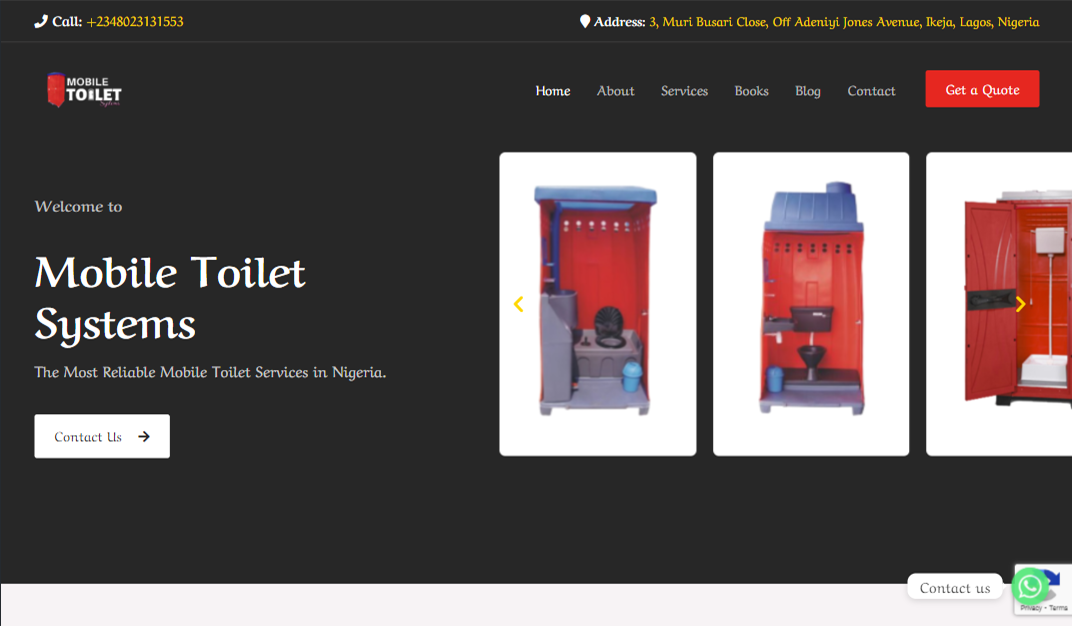 Call: +2348023131553
Address: 3, Muri Busari Close, Off Adeniyi Jones Avenue, Ikeja, Lagos, Nigeria
MOBILE
TOILET
Systems
Home About Services Books Blog Contact Get a Quote
Welcome to
Mobile Toilet
Systems
The Most Reliable Mobile Toilet Services in Nigeria.
Contact Us
Contact us
Privacy - Terms